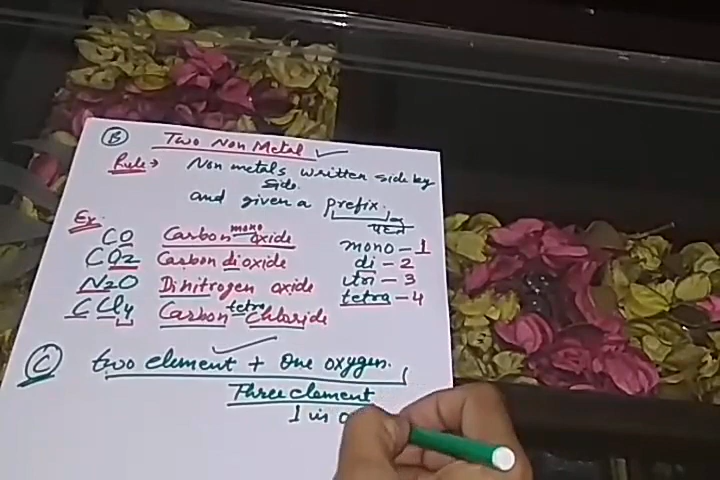 B Two Non Metal
Rule → Non metals written side by
side.
and given a prefix.
Ex. mono
CO Carbon oxide mono - 1
CO2 Carbon dioxide di - 2
N2O Dinitrogen oxide tri - 3
tetra tetra - 4
CCl4 Carbon Chloride
C two element + One oxygen.
Three element
1 is